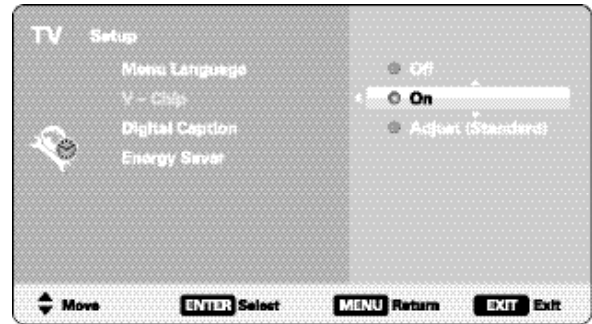 TV Setup
Menu Language
V - Chip
Digital Caption
Energy Saver
Off
On
Adjust (Standard)
Move ENTER Select MENU Return EXIT Exit